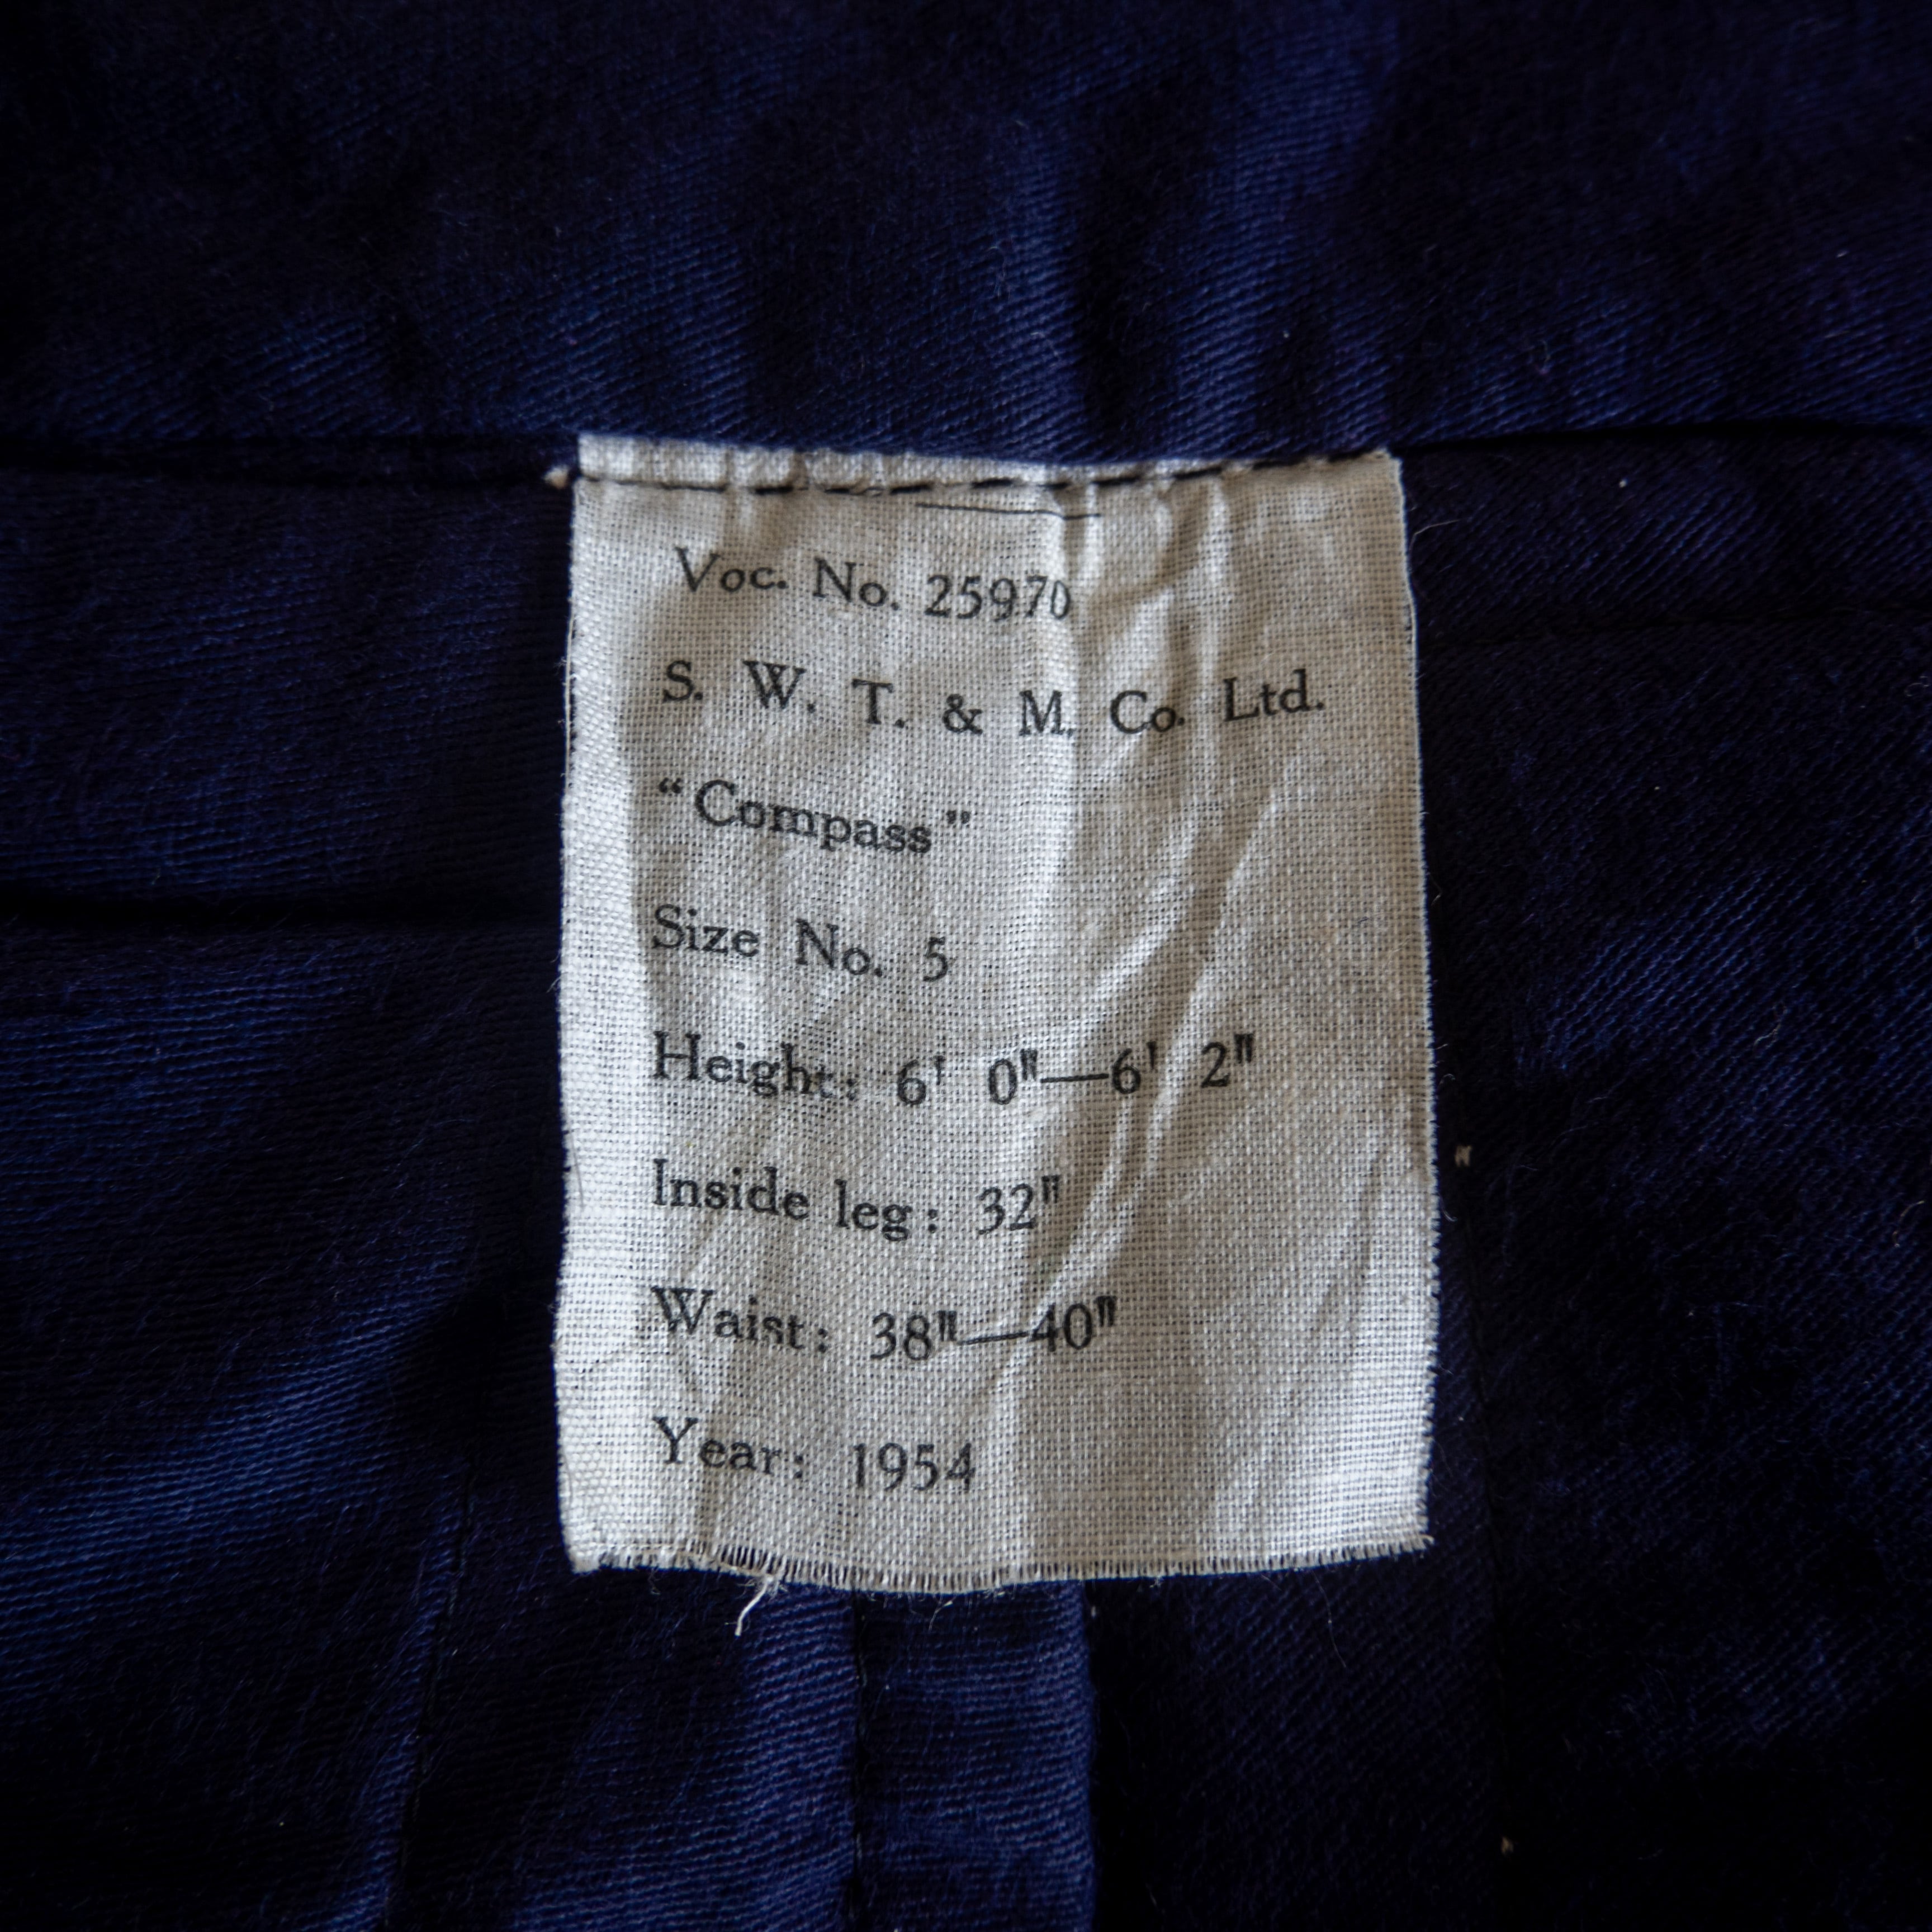 Voc. No. 25970
S. W. T. & M. Co. Ltd.
“Compass”
Size No. 5
Height: 6' 0"—6' 2"
Inside leg: 32"
Waist: 38"—40"
Year: 1954